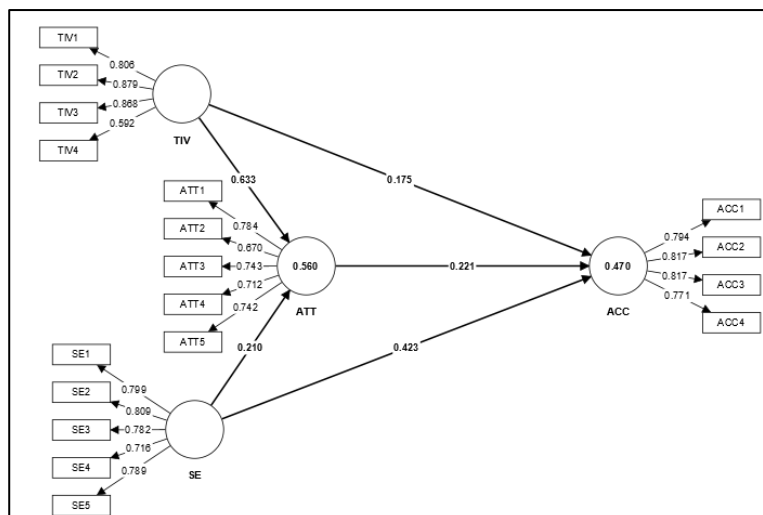 TIV1
0.806
TIV2
0.879
TIV3
0.868
TIV4
0.592
TIV
0.633
0.175
ATT1
0.784
ATT2
0.670
ATT3
0.743
ATT4
0.712
ATT5
0.742
0.560
ATT
0.221
0.470
ACC
0.794
ACC1
0.817
ACC2
0.817
ACC3
0.771
ACC4
0.210
0.423
SE1
0.799
SE2
0.809
SE3
0.782
SE4
0.716
SE5
0.789
SE